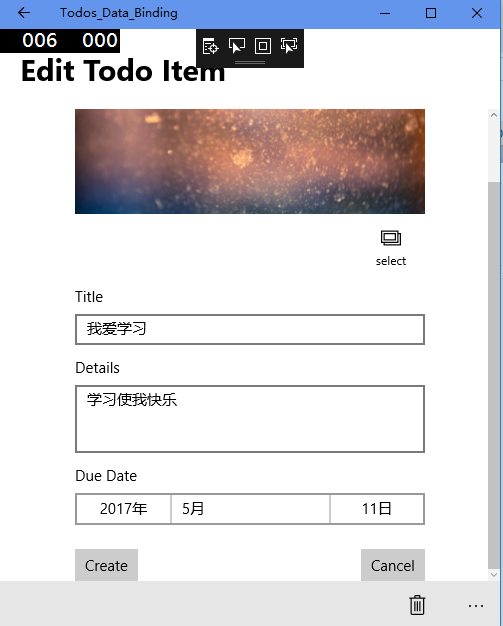 Todos_Data_Binding
006 000
Edit Todo Item
select
Title
我爱学习
Details
学习使我快乐
Due Date
2017年 5月 11日
Create Cancel